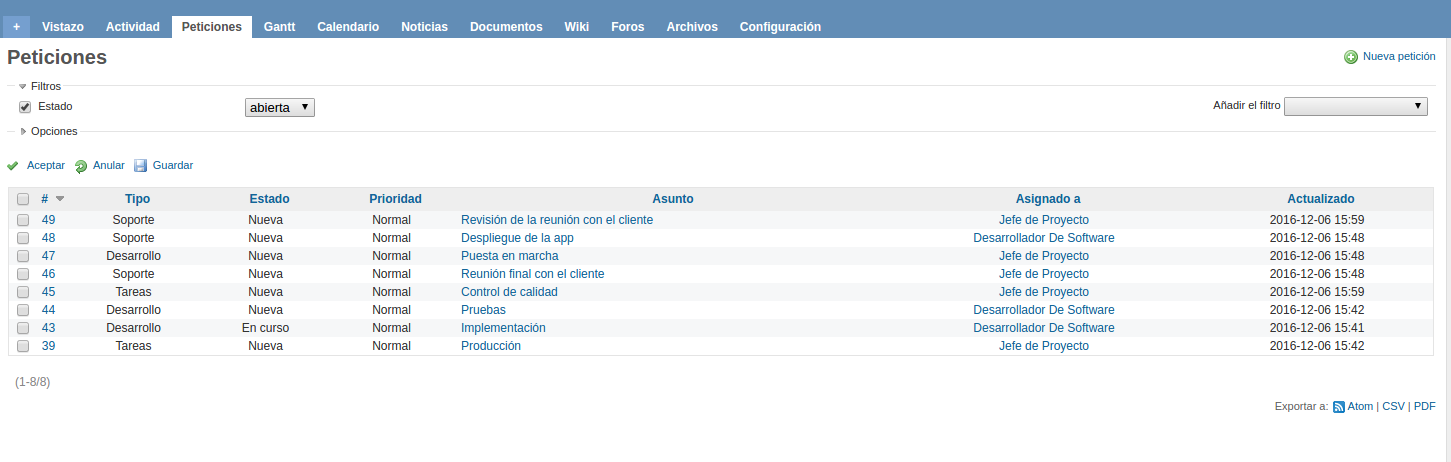 + Vistazo Actividad Peticiones Gantt Calendario Noticias Documentos Wiki Foros Archivos Configuración
Peticiones Nueva petición
Filtros
Estado abierta Añadir el filtro
Opciones
Aceptar Anular Guardar
# Tipo Estado Prioridad Asunto Asignado a Actualizado
49 Soporte Nueva Normal Revisión de la reunión con el cliente Jefe de Proyecto 2016-12-06 15:59
48 Soporte Nueva Normal Despliegue de la app Desarrollador De Software 2016-12-06 15:48
47 Desarrollo Nueva Normal Puesta en marcha Jefe de Proyecto 2016-12-06 15:48
46 Soporte Nueva Normal Reunión final con el cliente Jefe de Proyecto 2016-12-06 15:48
45 Tareas Nueva Normal Control de calidad Jefe de Proyecto 2016-12-06 15:59
44 Desarrollo Nueva Normal Pruebas Desarrollador De Software 2016-12-06 15:42
43 Desarrollo En curso Normal Implementación Desarrollador De Software 2016-12-06 15:41
39 Tareas Nueva Normal Producción Jefe de Proyecto 2016-12-06 15:42
(1-8/8)
Exportar a: Atom | CSV | PDF